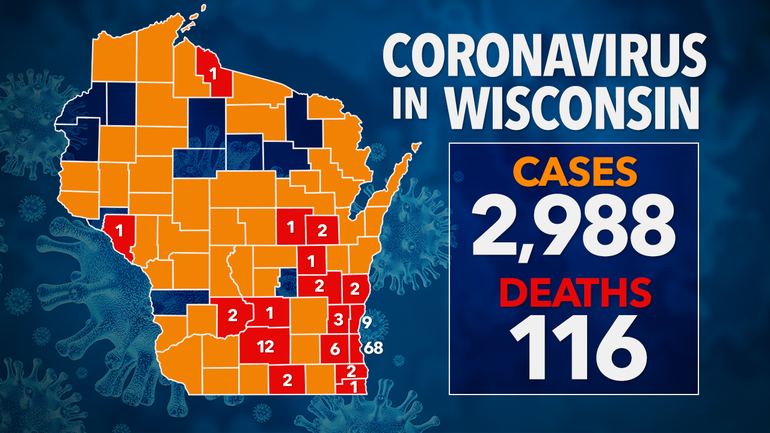 CORONAVIRUS
IN WISCONSIN
CASES
2,988
DEATHS
116
1
1
1 2
1
2 2
2 1 3 9
12 6 68
2 2
1